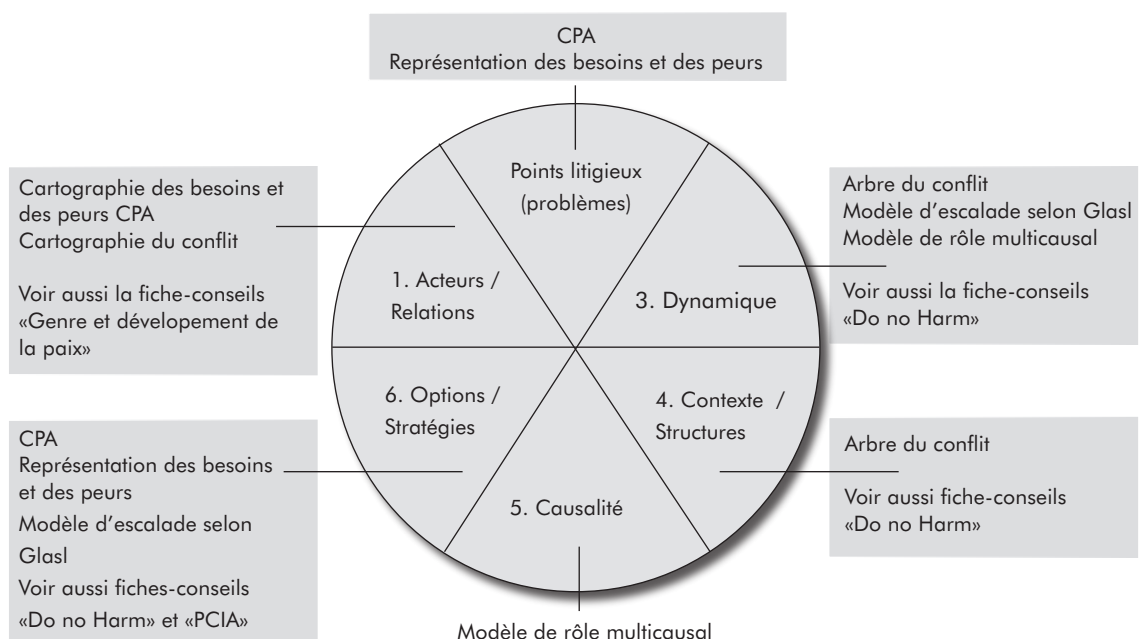 CPA
Représentation des besoins et des peurs
Points litigieux
(problèmes)
Cartographie des besoins et
des peurs CPA
Cartographie du conflit
Voir aussi la fiche-conseils
«Genre et dévelopement de
la paix»
1. Acteurs /
Relations
3. Dynamique
Arbre du conflit
Modèle d'escalade selon Glasl
Modèle de rôle multicausal
Voir aussi la fiche-conseils
«Do no Harm»
6. Options /
Stratégies
4. Contexte /
Structures
CPA
Représentation des besoins
et des peurs
Modèle d'escalade selon
Glasl
Voir aussi fiches-conseils
«Do no Harm» et «PCIA»
5. Causalité
Arbre du conflit
Voir aussi fiche-conseils
«Do no Harm»
Modèle de rôle multicausal